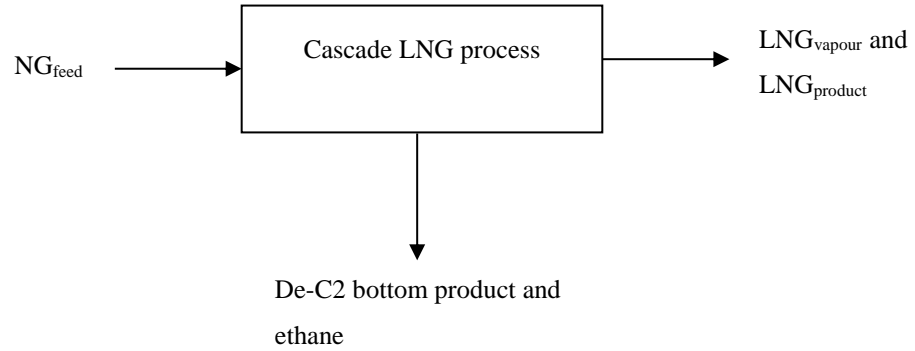 Cascade LNG process
NGfeed
LNGvapour and
LNGproduct
De-C2 bottom product and
ethane